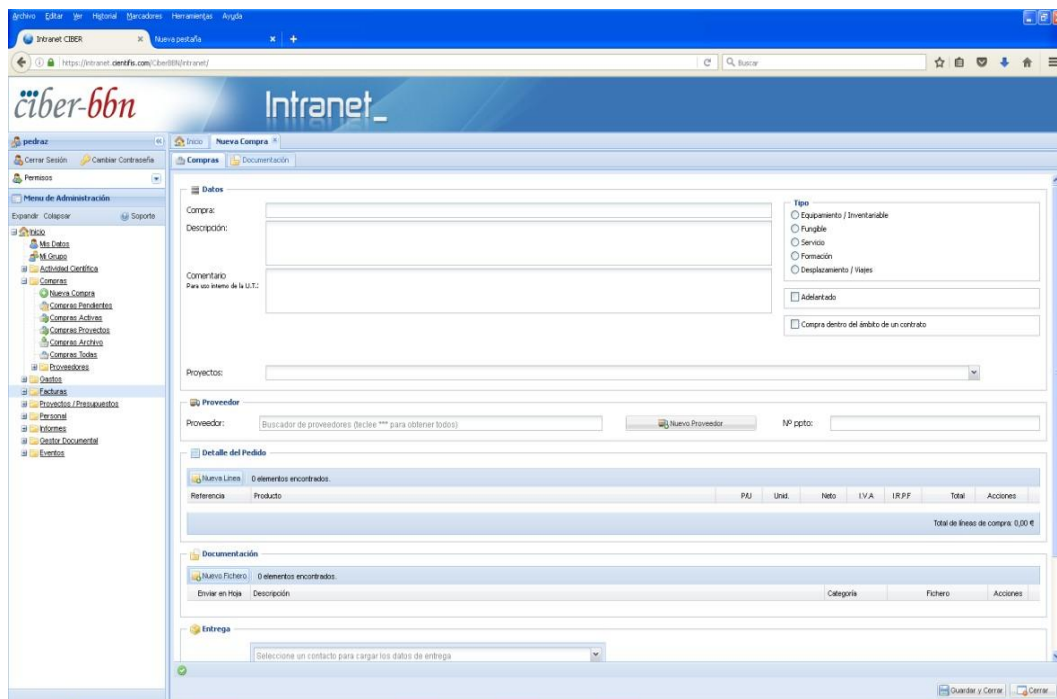 Archivo Editar Ver Historial Marcadores Herramientas Ayuda
Intranet CIBER × Nueva pestaña × +
https://intranet.cientifis.com/CiberBBN/intranet/ Buscar
ciber-bbn Intranet_
pedraz
Inicio Nueva Compra
Cerrar Sesión Cambiar Contraseña
Compras Documentación
Permisos
Menu de Administración
Expandir Colapsar Soporte
Inicio
Mis Datos
Mi Grupo
Actividad Científica
Compras
Nueva Compra
Compras Pendientes
Compras Activas
Compras Proyectos
Compras Archivo
Compras Todas
Proveedores
Gastos
Facturas
Proyectos / Presupuestos
Personal
Informes
Gestor Documental
Eventos
Datos
Compra:
Descripción:
Comentario
Para uso interno de la U.T.:
Tipo
Equipamiento / Inventariable
Fungible
Servicio
Formación
Desplazamiento / Viajes
Adelantado
Compra dentro del ámbito de un contrato
Proyectos:
Proveedor
Proveedor: Buscador de proveedores (teclee *** para obtener todos) Nuevo Proveedor Nº ppto:
Detalle del Pedido
Nueva Linea 0 elementos encontrados.
Referencia Producto P/U Unid. Neto I.V.A I.R.P.F Total Acciones
Total de líneas de compra: 0,00 €
Documentación
Nuevo Fichero 0 elementos encontrados.
Enviar en Hoja Descripción Categoría Fichero Acciones
Entrega
Seleccione un contacto para cargar los datos de entrega
Guardar y Cerrar Cerrar